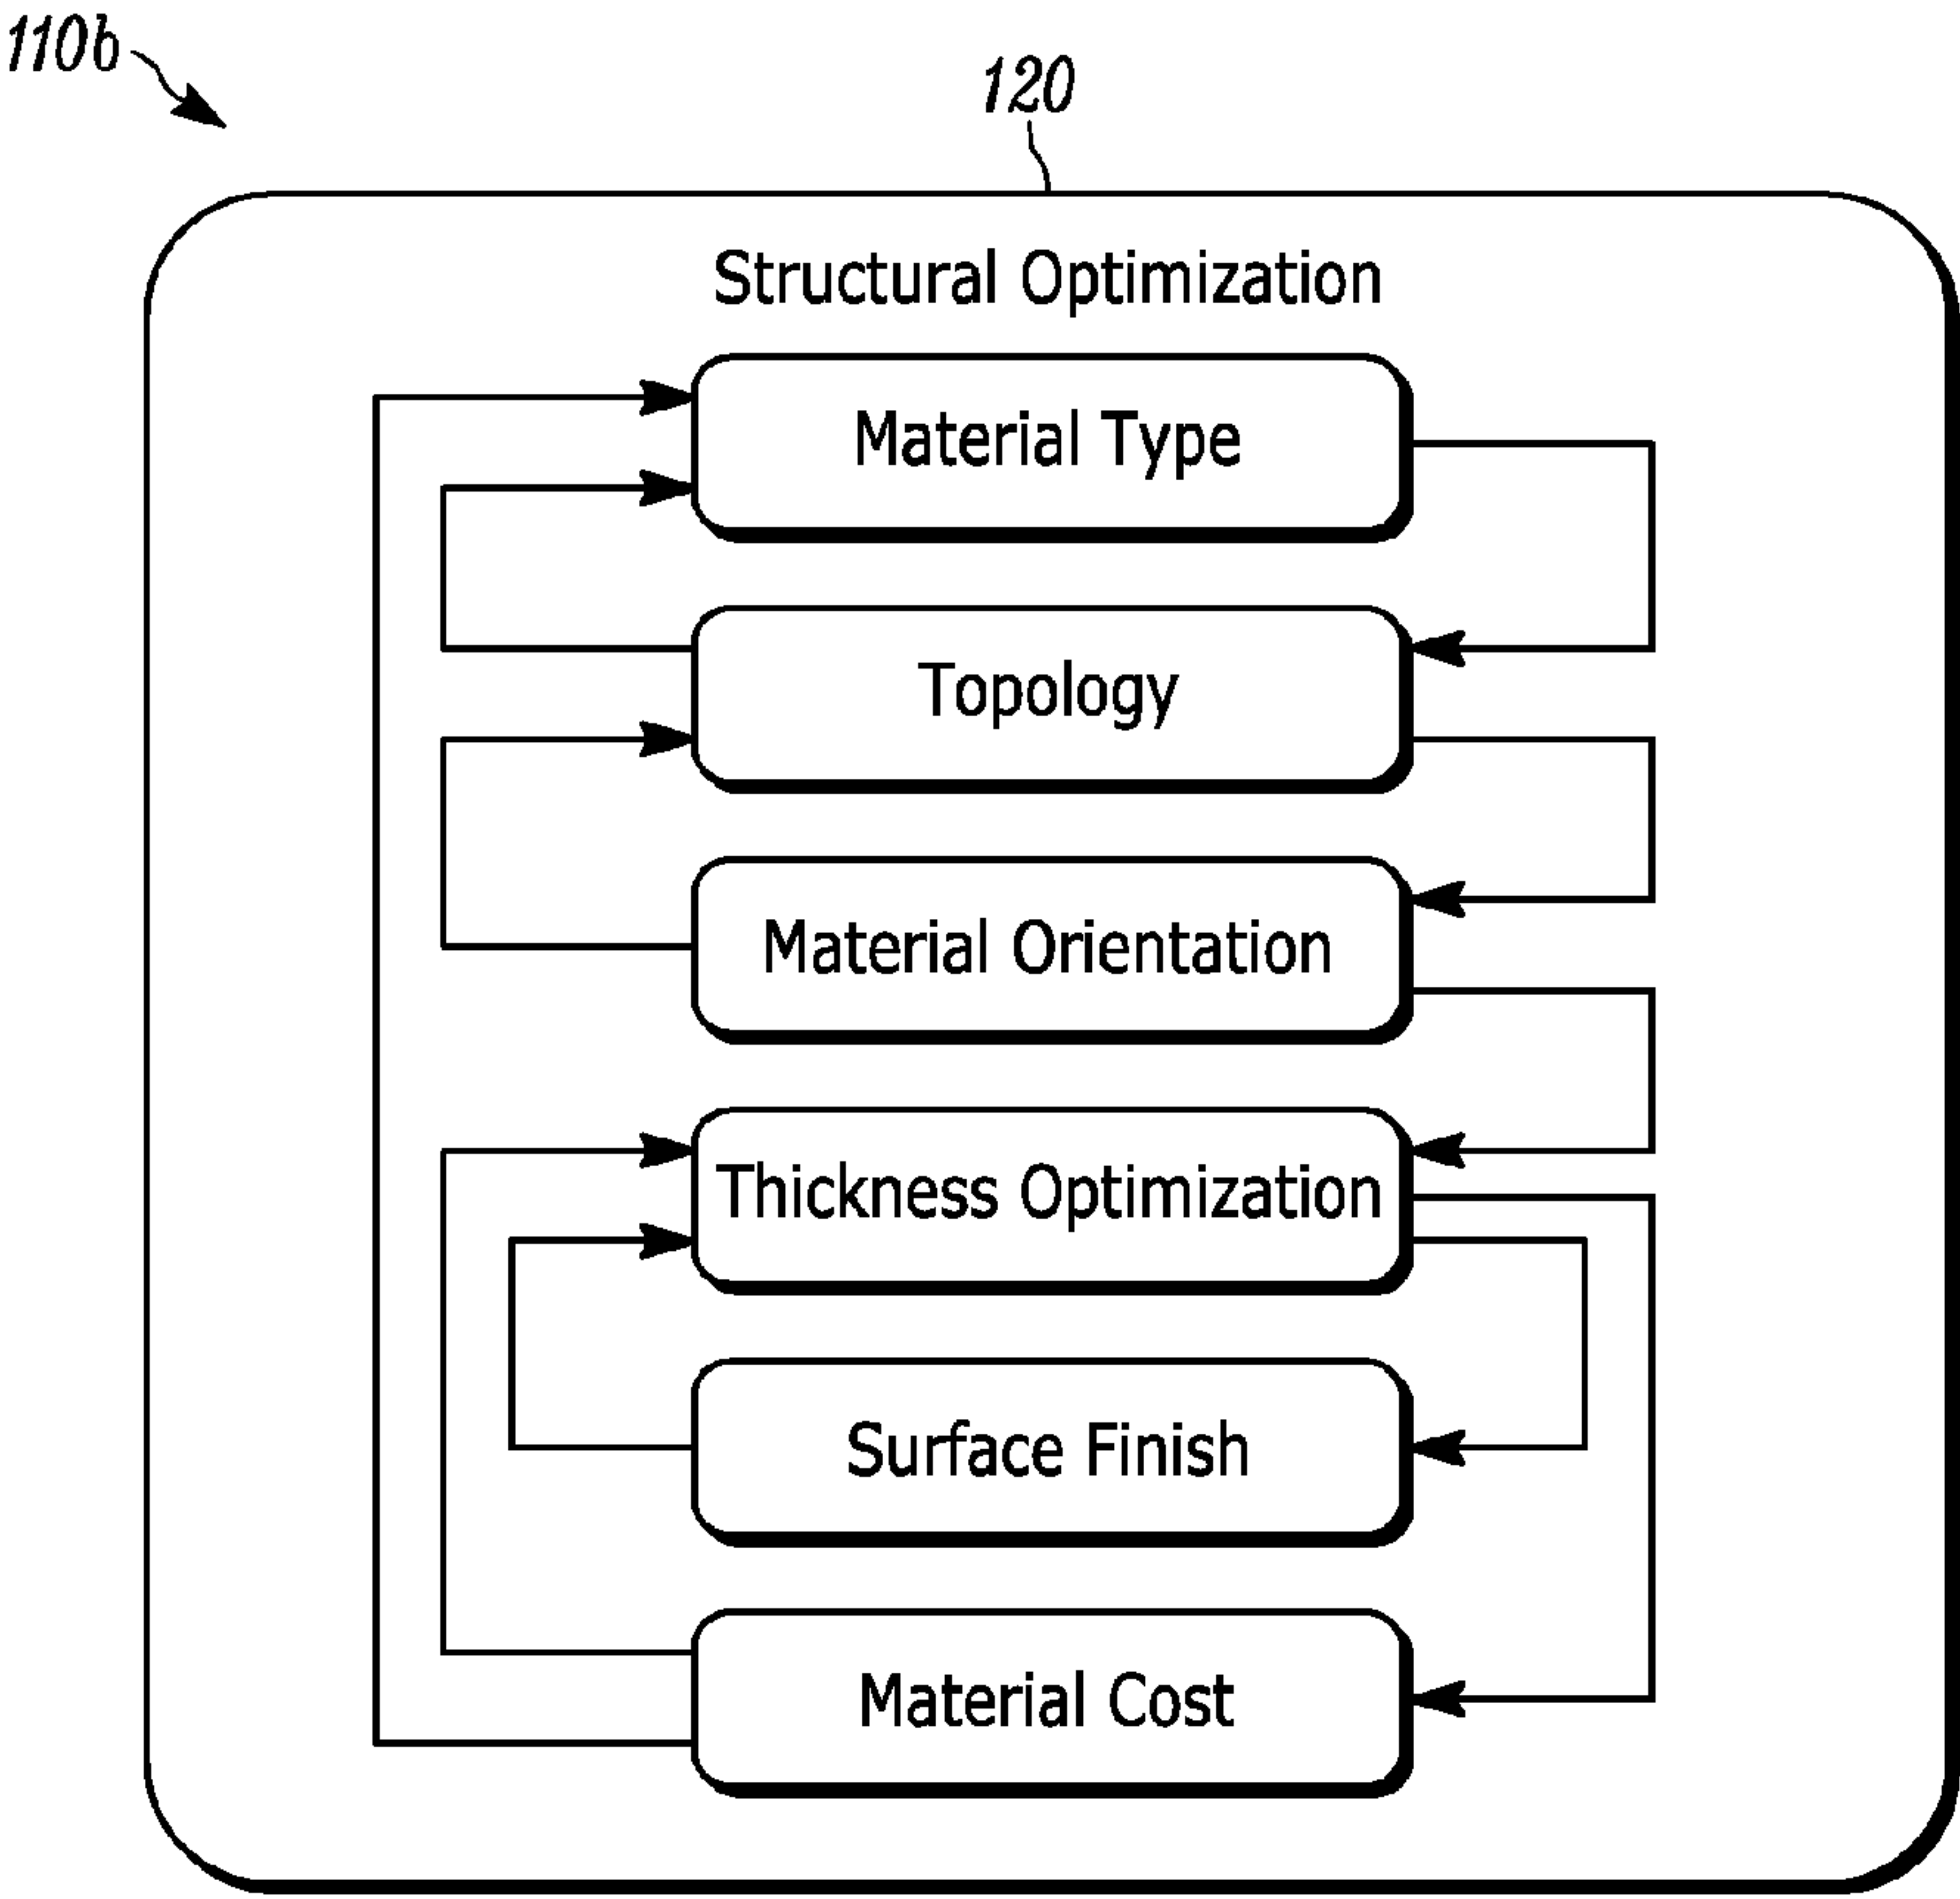 110b
120
Structural Optimization
Material Type
Topology
Material Orientation
Thickness Optimization
Surface Finish
Material Cost